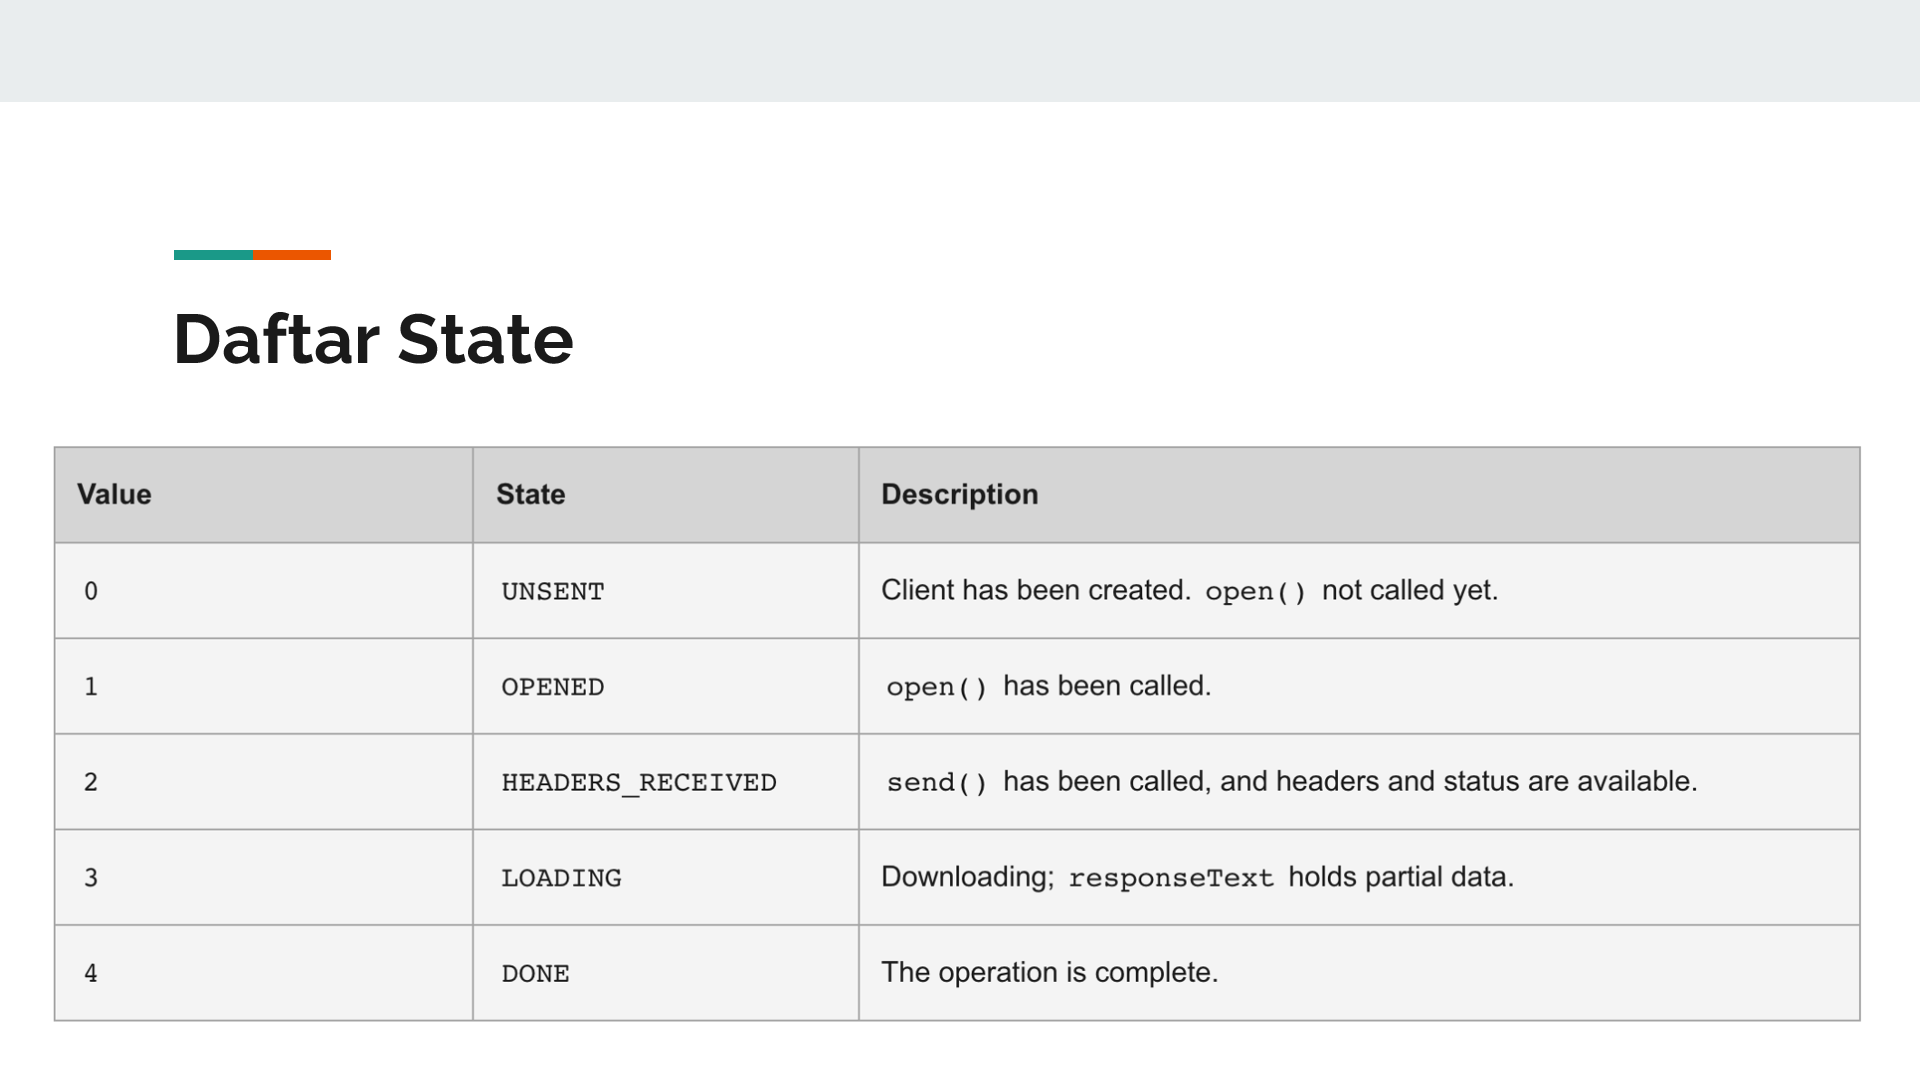 Daftar State
Value State Description
0 UNSENT Client has been created. open() not called yet.
1 OPENED open() has been called.
2 HEADERS_RECEIVED send() has been called, and headers and status are available.
3 LOADING Downloading; responseText holds partial data.
4 DONE The operation is complete.